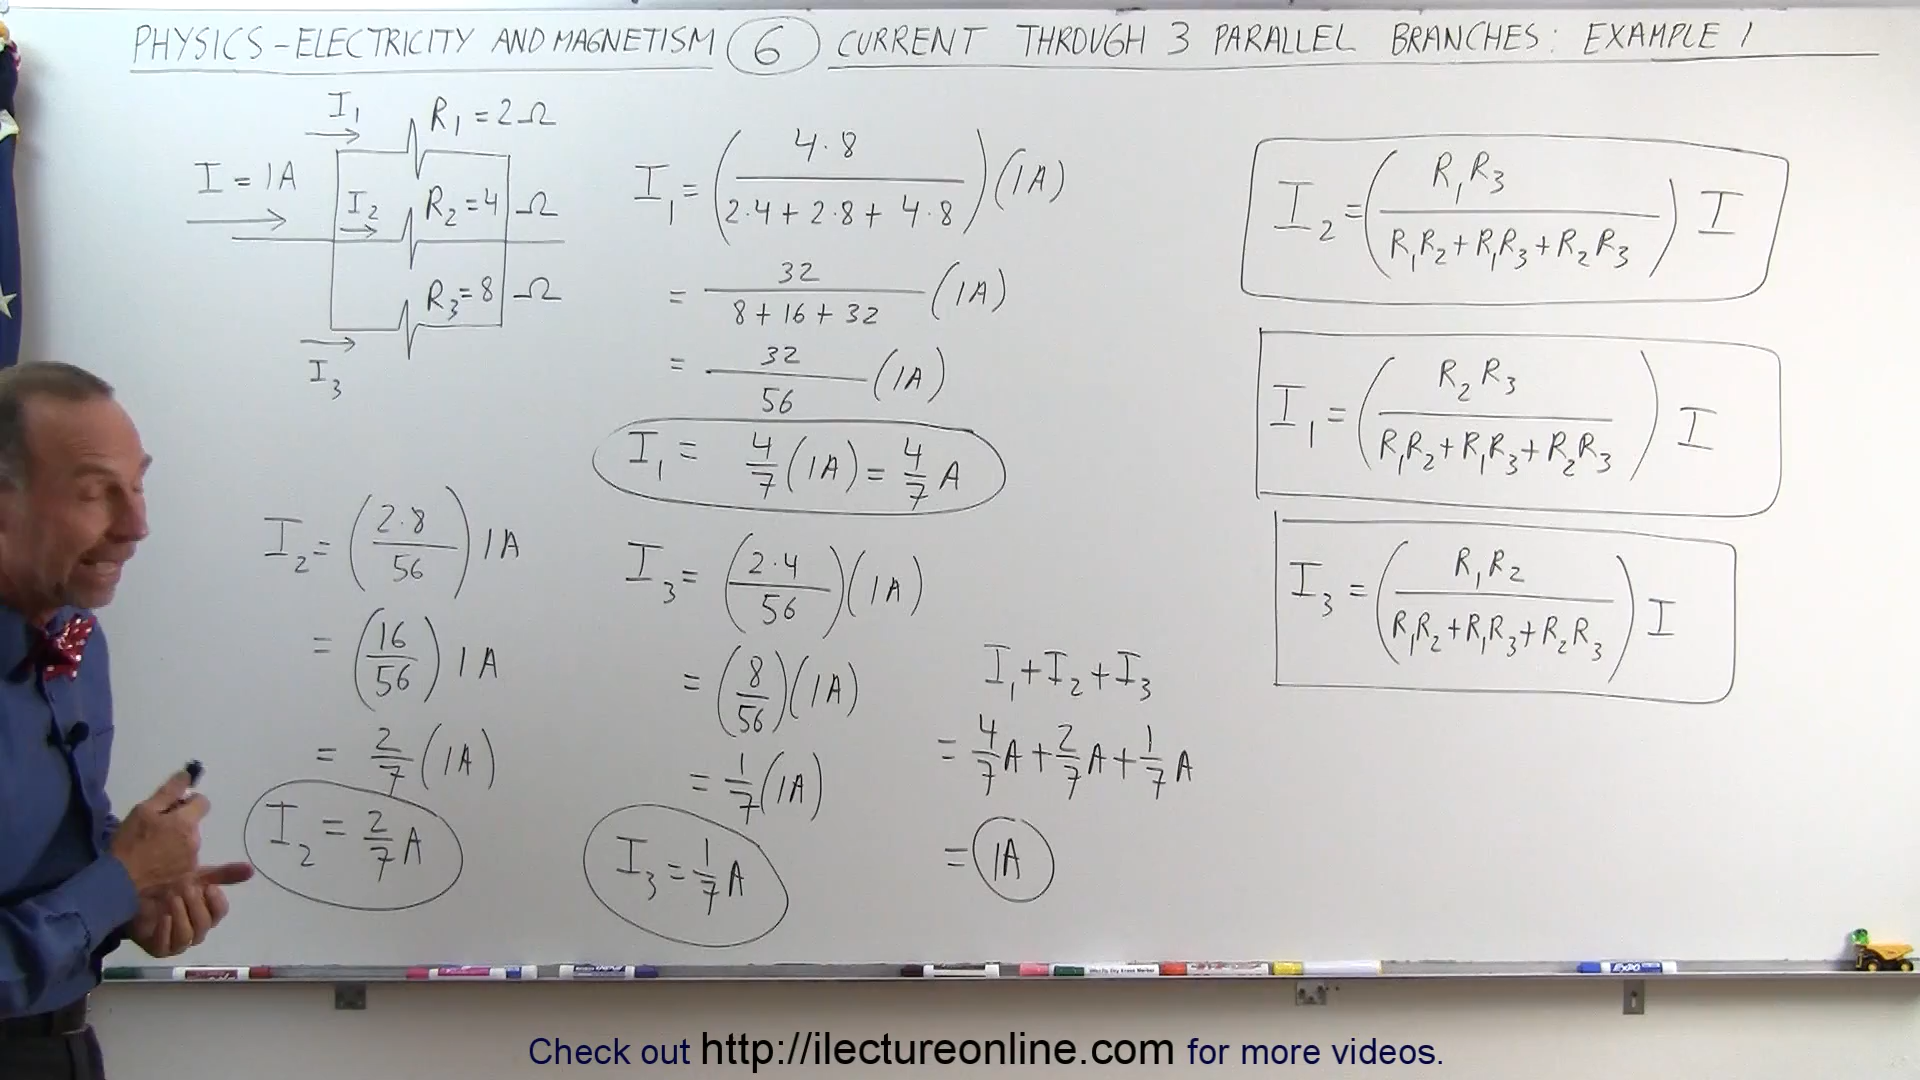 PHYSICS - ELECTRICITY AND MAGNETISM 6 CURRENT THROUGH 3 PARALLEL BRANCHES: EXAMPLE 1
I₁
R₁ = 2 Ω
I = 1A
I₂
R₂ = 4 Ω
R₃ = 8 Ω
I₃
I₁ = (4·8 / (2·4 + 2·8 + 4·8)) (1A)
= 32 / (8 + 16 + 32) (1A)
= 32/56 (1A)
I₁ = 4/7 (1A) = 4/7 A
I₂ = (2·8 / 56) 1A
= (16/56) 1A
= 2/7 (1A)
I₂ = 2/7 A
I₃ = (2·4 / 56) (1A)
= (8/56) (1A)
= 1/7 (1A)
I₃ = 1/7 A
I₁ + I₂ + I₃
= 4/7 A + 2/7 A + 1/7 A
= 1A
I₂ = (R₁R₃ / (R₁R₂ + R₁R₃ + R₂R₃)) I
I₁ = (R₂R₃ / (R₁R₂ + R₁R₃ + R₂R₃)) I
I₃ = (R₁R₂ / (R₁R₂ + R₁R₃ + R₂R₃)) I
EXPO
Check out http://ilectureonline.com for more videos.